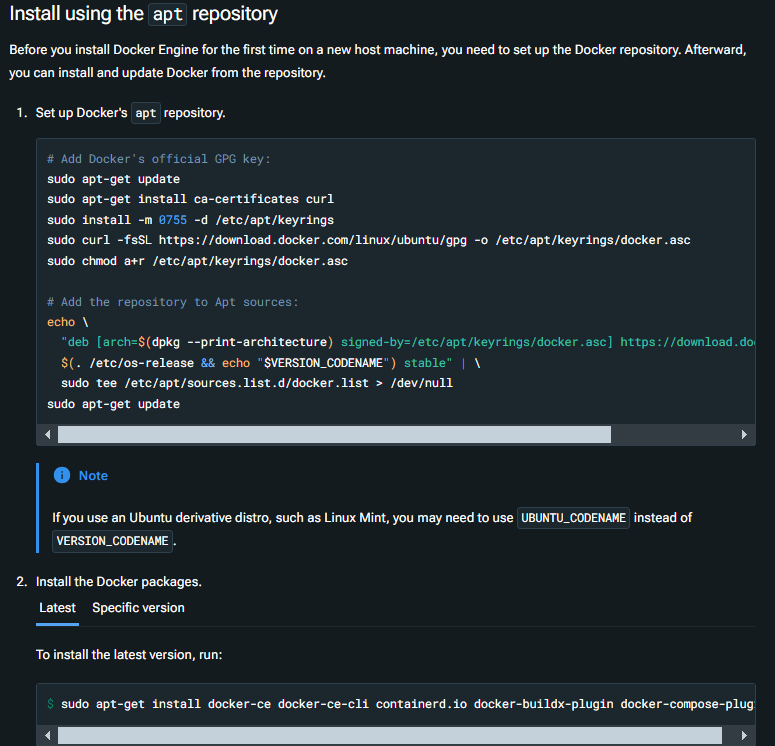 Install using the apt repository
Before you install Docker Engine for the first time on a new host machine, you need to set up the Docker repository. Afterward,
you can install and update Docker from the repository.
1. Set up Docker's apt repository.
# Add Docker's official GPG key:
sudo apt-get update
sudo apt-get install ca-certificates curl
sudo install -m 0755 -d /etc/apt/keyrings
sudo curl -fsSL https://download.docker.com/linux/ubuntu/gpg -o /etc/apt/keyrings/docker.asc
sudo chmod a+r /etc/apt/keyrings/docker.asc
# Add the repository to Apt sources:
echo \
"deb [arch=$(dpkg --print-architecture) signed-by=/etc/apt/keyrings/docker.asc] https://download.do
$(. /etc/os-release && echo "$VERSION_CODENAME") stable" | \
sudo tee /etc/apt/sources.list.d/docker.list > /dev/null
sudo apt-get update
Note
If you use an Ubuntu derivative distro, such as Linux Mint, you may need to use UBUNTU_CODENAME instead of
VERSION_CODENAME.
2. Install the Docker packages.
Latest Specific version
To install the latest version, run:
$ sudo apt-get install docker-ce docker-ce-cli containerd.io docker-buildx-plugin docker-compose-plug